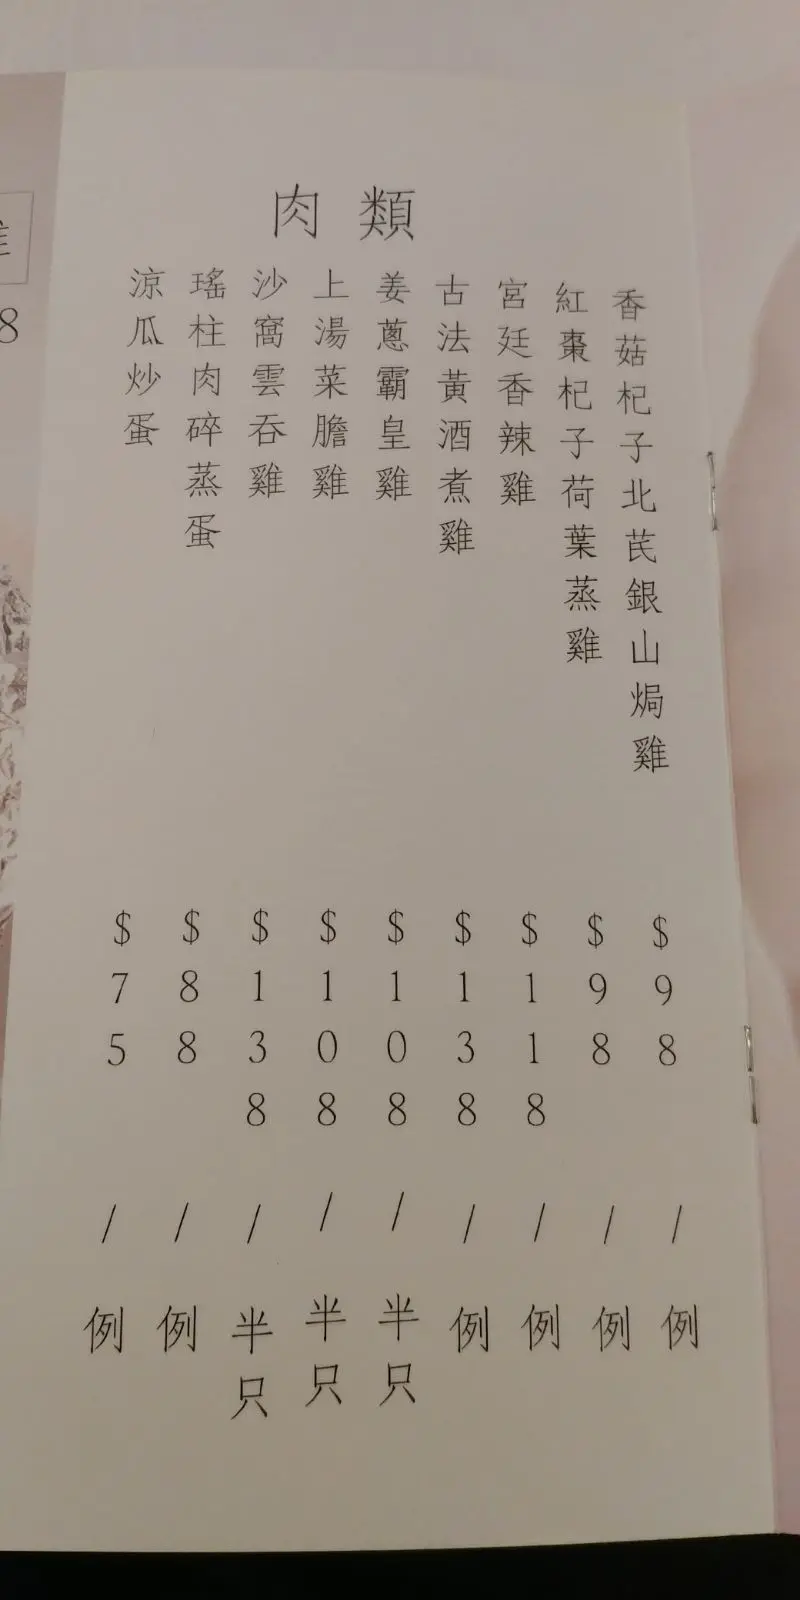 肉類
香菇杞子北芪銀山焗雞 $98/例
紅棗杞子荷葉蒸雞 $98/例
宮廷香辣雞 $118/例
古法黃酒煮雞 $138/例
姜蔥霸皇雞 $108/半只
上湯菜膽雞 $108/半只
沙窩雲吞雞 $138/半只
瑤柱肉碎蒸蛋 $88/例
涼瓜炒蛋 $75/例
8